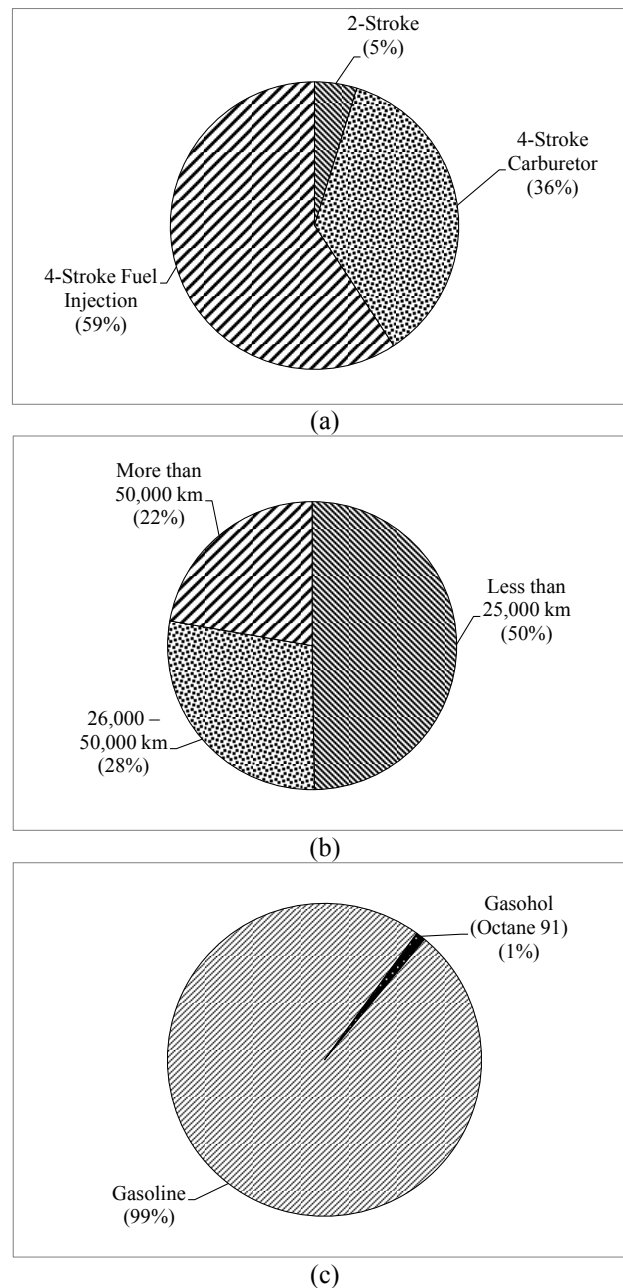 2-Stroke
(5%)
4-Stroke
Carburetor
(36%)
4-Stroke Fuel
Injection
(59%)
(a)
More than
50,000 km
(22%)
Less than
25,000 km
(50%)
26,000 –
50,000 km
(28%)
(b)
Gasohol
(Octane 91)
(1%)
Gasoline
(99%)
(c)